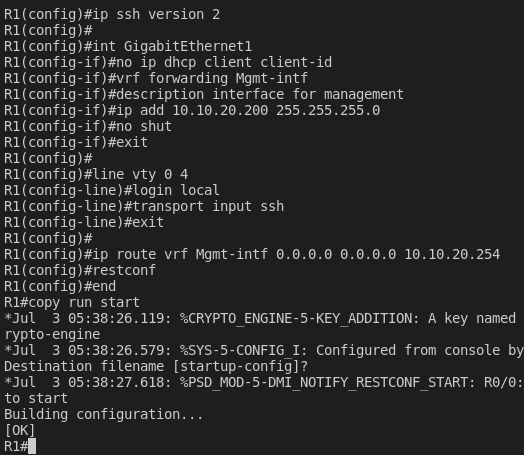 R1(config)#ip ssh version 2
R1(config)#
R1(config)#int GigabitEthernet1
R1(config-if)#no ip dhcp client client-id
R1(config-if)#vrf forwarding Mgmt-intf
R1(config-if)#description interface for management
R1(config-if)#ip add 10.10.20.200 255.255.255.0
R1(config-if)#no shut
R1(config-if)#exit
R1(config)#
R1(config)#line vty 0 4
R1(config-line)#login local
R1(config-line)#transport input ssh
R1(config-line)#exit
R1(config)#
R1(config)#ip route vrf Mgmt-intf 0.0.0.0 0.0.0.0 10.10.20.254
R1(config)#restconf
R1(config)#end
R1#copy run start
*Jul  3 05:38:26.119: %CRYPTO_ENGINE-5-KEY_ADDITION: A key named
rypto-engine
*Jul  3 05:38:26.579: %SYS-5-CONFIG_I: Configured from console by
Destination filename [startup-config]?
*Jul  3 05:38:27.618: %PSD_MOD-5-DMI_NOTIFY_RESTCONF_START: R0/0:
to start
Building configuration...
[OK]
R1#